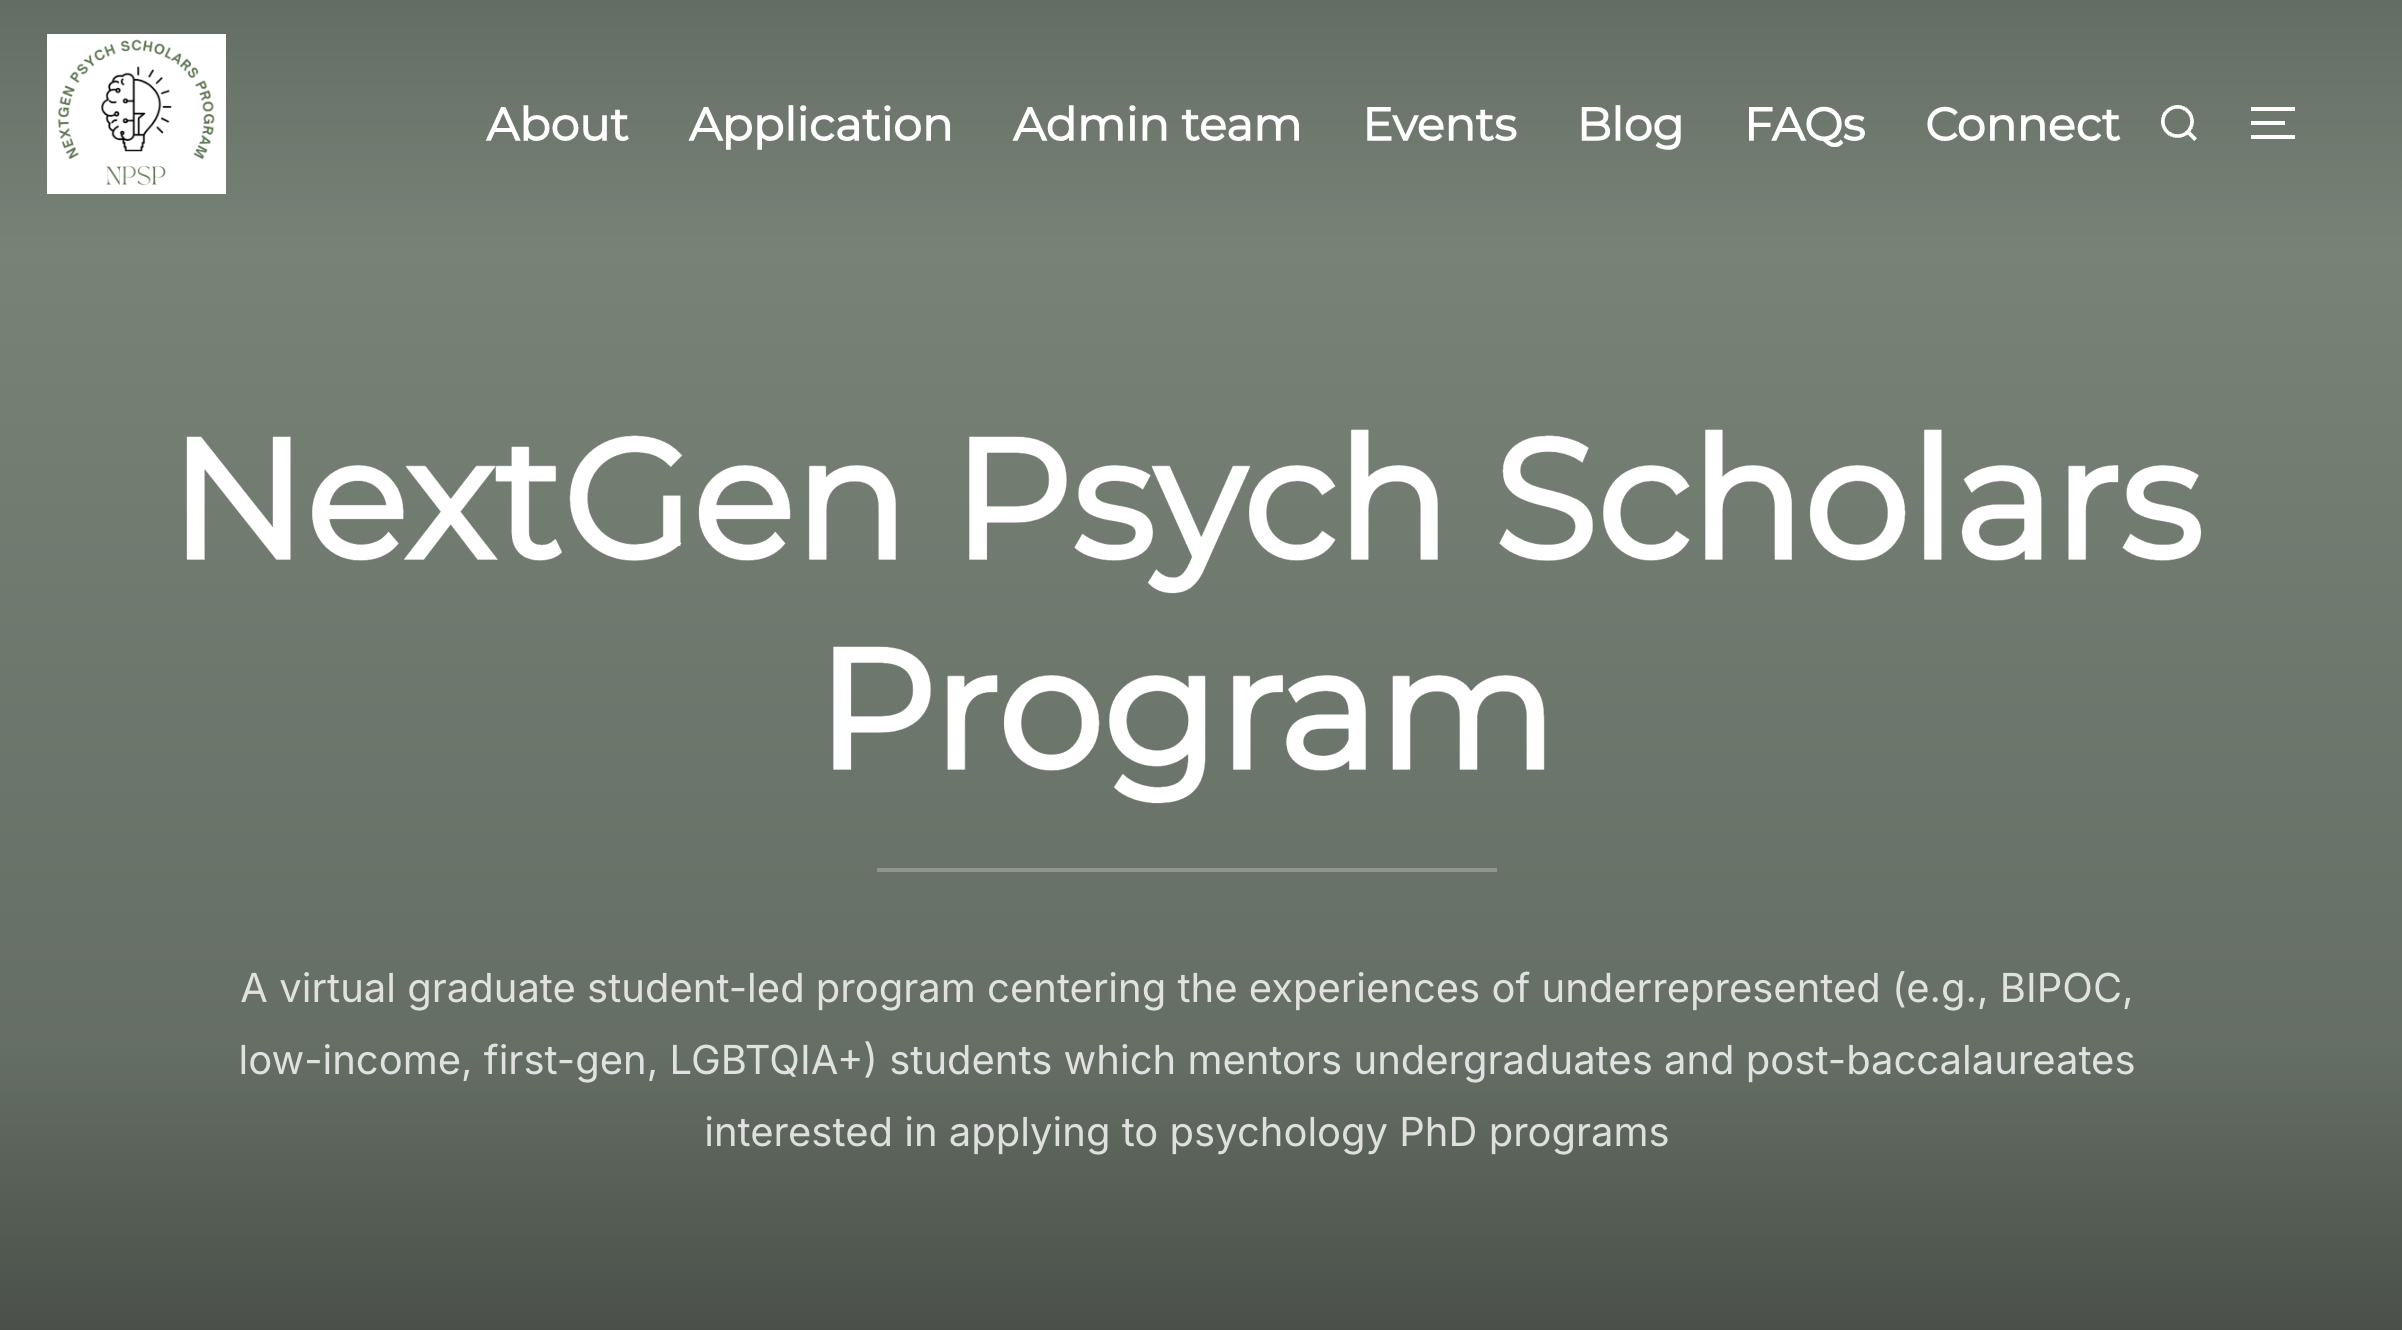 NEXTGEN PSYCH SCHOLARS PROGRAM
NPSP
About Application Admin team Events Blog FAQs Connect
NextGen Psych Scholars
Program
A virtual graduate student-led program centering the experiences of underrepresented (e.g., BIPOC,
low-income, first-gen, LGBTQIA+) students which mentors undergraduates and post-baccalaureates
interested in applying to psychology PhD programs